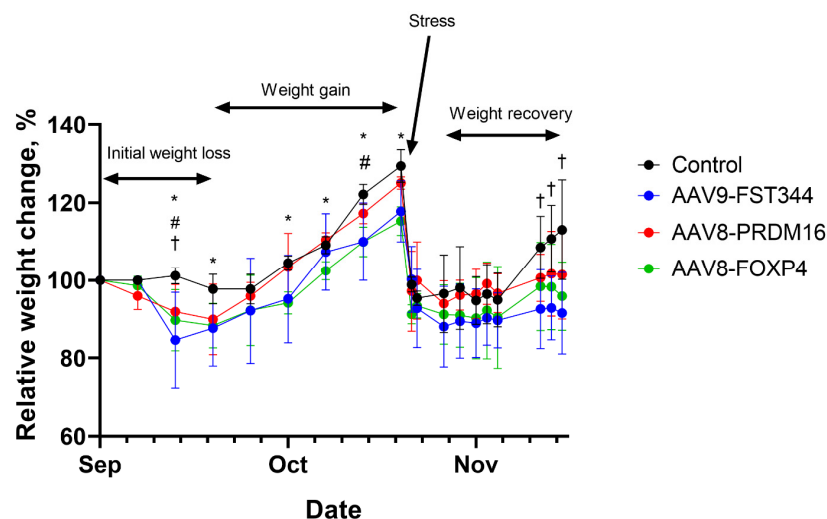 Stress
Weight gain
Weight recovery
Initial weight loss
Relative weight change, %
140
120
100
80
60
*
#
†
*
*
*
*
#
*
†
†
†
Sep
Oct
Nov
Date
Control
AAV9-FST344
AAV8-PRDM16
AAV8-FOXP4